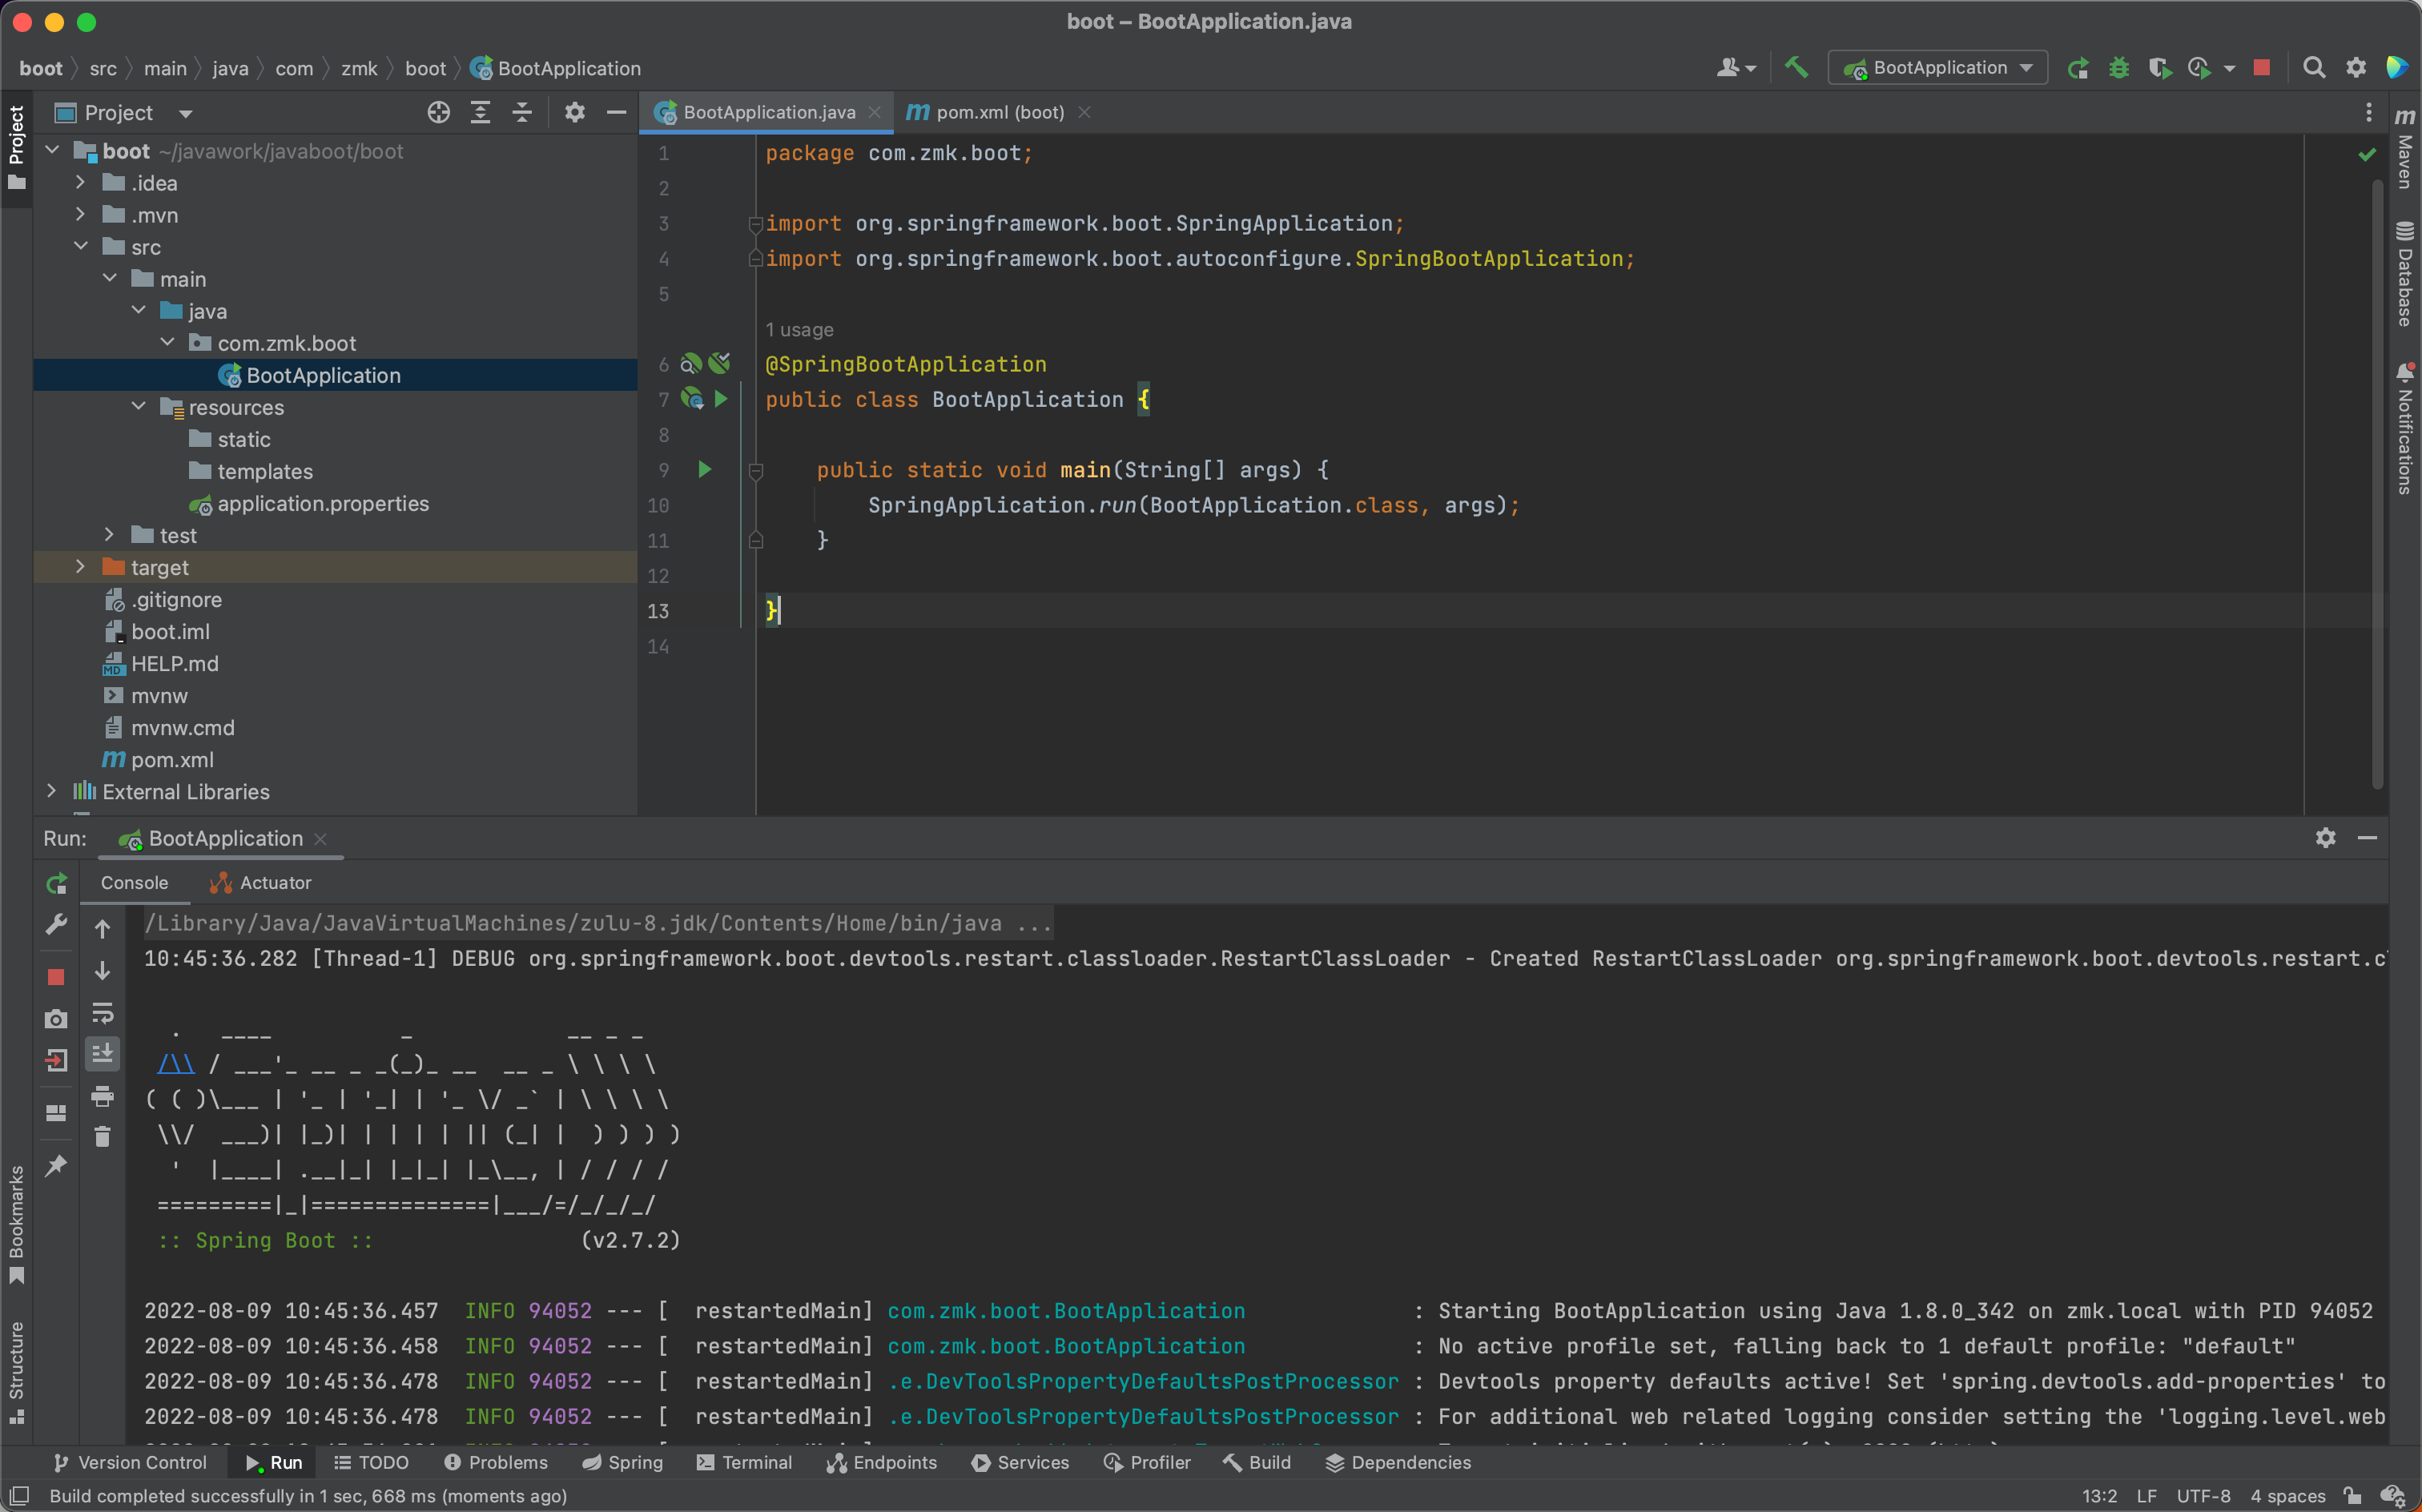 boot – BootApplication.java
boot src main java com zmk boot BootApplication
BootApplication
Project
Project
boot ~/javawork/javaboot/boot
.idea
.mvn
src
main
java
com.zmk.boot
BootApplication
resources
static
templates
application.properties
test
target
.gitignore
boot.iml
HELP.md
mvnw
mvnw.cmd
pom.xml
External Libraries
BootApplication.java
pom.xml (boot)
1 package com.zmk.boot;
2
3 import org.springframework.boot.SpringApplication;
4 import org.springframework.boot.autoconfigure.SpringBootApplication;
5
1 usage
6 @SpringBootApplication
7 public class BootApplication {
8
9 public static void main(String[] args) {
10 SpringApplication.run(BootApplication.class, args);
11 }
12
13 }
14
Maven
Database
Notifications
Run: BootApplication
Console Actuator
/Library/Java/JavaVirtualMachines/zulu-8.jdk/Contents/Home/bin/java ...
10:45:36.282 [Thread-1] DEBUG org.springframework.boot.devtools.restart.classloader.RestartClassLoader - Created RestartClassLoader org.springframework.boot.devtools.restart.cl
  .   ____          _            __ _ _
 /\\ / ___'_ __ _ _(_)_ __  __ _ \ \ \ \
( ( )\___ | '_ | '_| | '_ \/ _` | \ \ \ \
 \\/  ___)| |_)| | | | | || (_| |  ) ) ) )
  '  |____| .__|_| |_|_| |_\__, | / / / /
 =========|_|==============|___/=/_/_/_/
 :: Spring Boot ::                (v2.7.2)
2022-08-09 10:45:36.457  INFO 94052 --- [  restartedMain] com.zmk.boot.BootApplication             : Starting BootApplication using Java 1.8.0_342 on zmk.local with PID 94052
2022-08-09 10:45:36.458  INFO 94052 --- [  restartedMain] com.zmk.boot.BootApplication             : No active profile set, falling back to 1 default profile: "default"
2022-08-09 10:45:36.478  INFO 94052 --- [  restartedMain] .e.DevToolsPropertyDefaultsPostProcessor : Devtools property defaults active! Set 'spring.devtools.add-properties' to
2022-08-09 10:45:36.478  INFO 94052 --- [  restartedMain] .e.DevToolsPropertyDefaultsPostProcessor : For additional web related logging consider setting the 'logging.level.web
Bookmarks
Structure
Version Control Run TODO Problems Spring Terminal Endpoints Services Profiler Build Dependencies
Build completed successfully in 1 sec, 668 ms (moments ago)
13:2 LF UTF-8 4 spaces